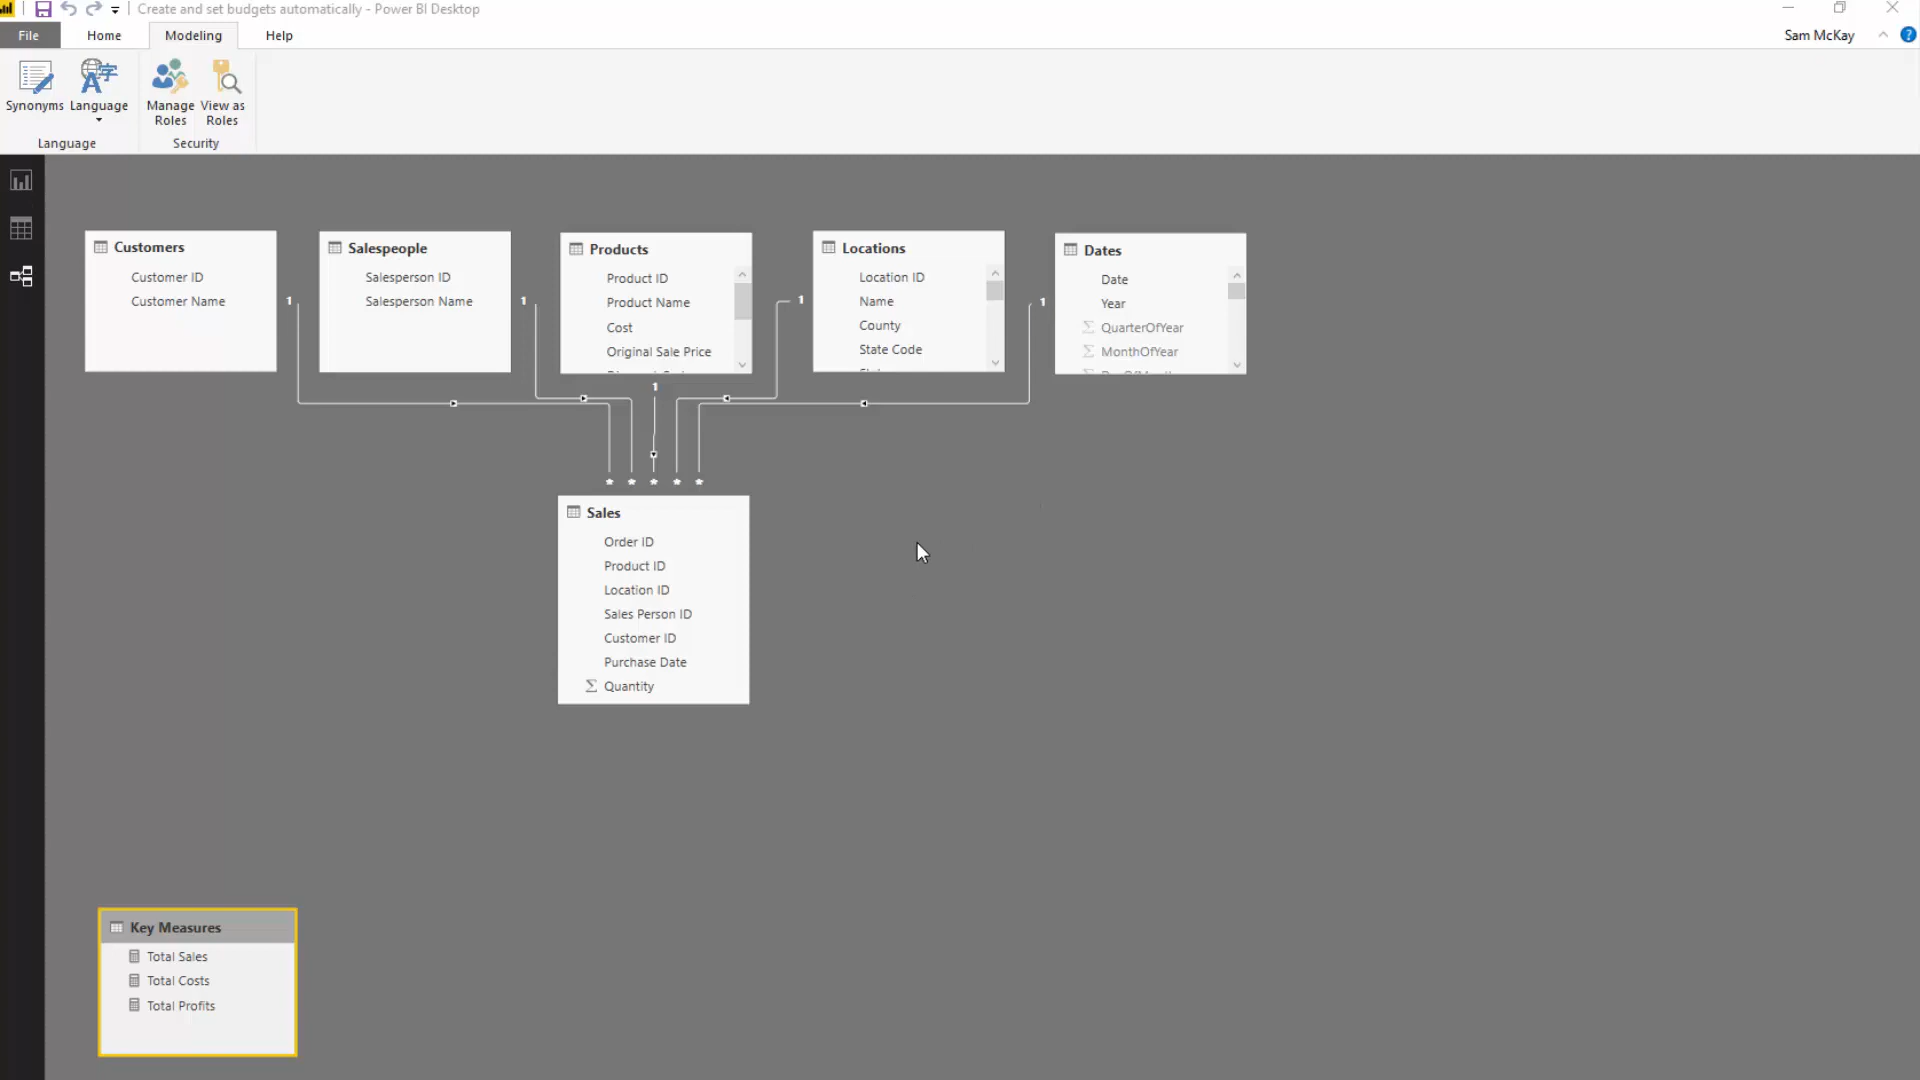 Create and set budgets automatically - Power BI Desktop
File Home Modeling Help Sam McKay ?
Synonyms Language Manage Roles View as Roles
Language Security
Customers
Customer ID
Customer Name
1
Salespeople
Salesperson ID
Salesperson Name
1
Products
Product ID
Product Name
Cost
Original Sale Price
1
Locations
Location ID
Name
County
State Code
1
Dates
Date
Year
Σ QuarterOfYear
Σ MonthOfYear
1
* * * * *
Sales
Order ID
Product ID
Location ID
Sales Person ID
Customer ID
Purchase Date
Σ Quantity
Key Measures
Total Sales
Total Costs
Total Profits